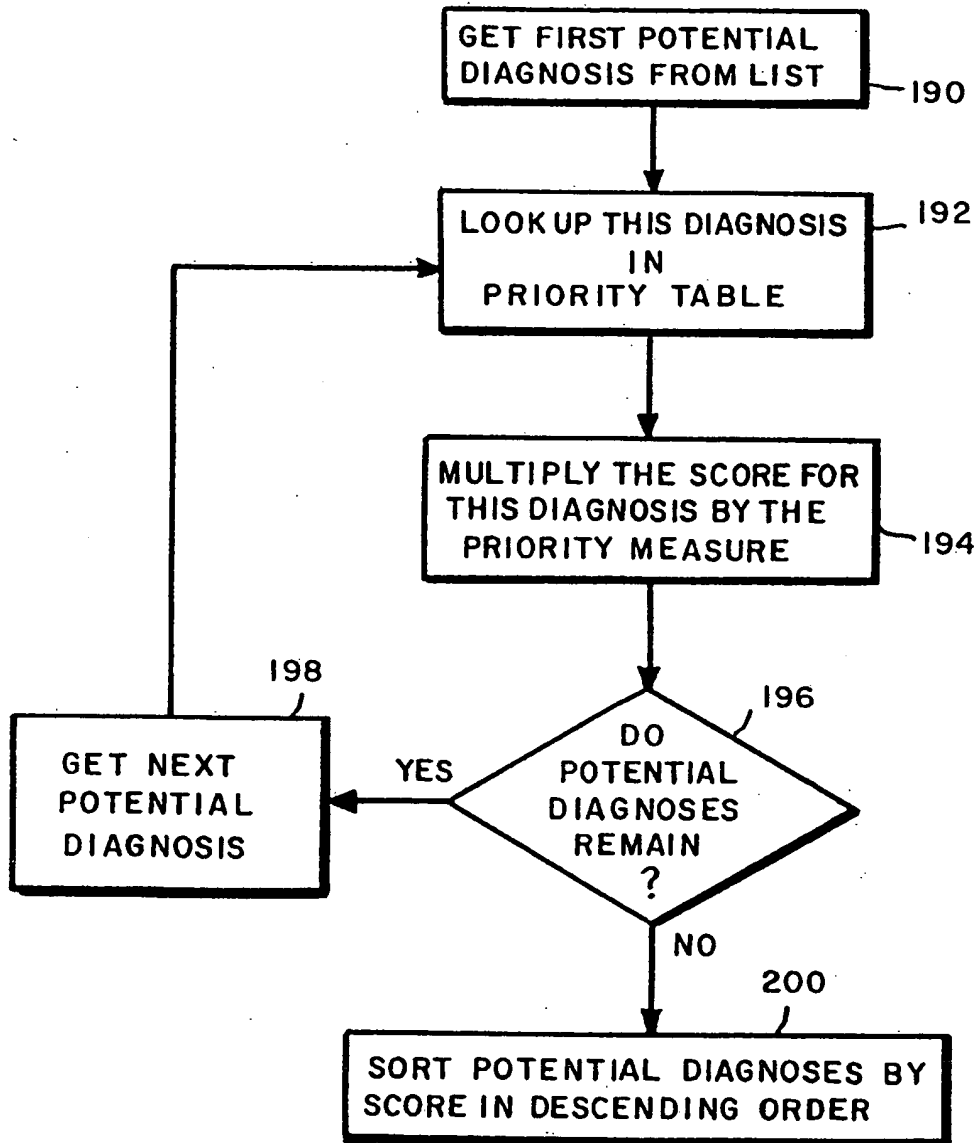 GET FIRST POTENTIAL
DIAGNOSIS FROM LIST
190
LOOK UP THIS DIAGNOSIS
IN
PRIORITY TABLE
192
MULTIPLY THE SCORE FOR
THIS DIAGNOSIS BY THE
PRIORITY MEASURE
194
198
GET NEXT
POTENTIAL
DIAGNOSIS
YES
196
DO
POTENTIAL
DIAGNOSES
REMAIN
?
NO
200
SORT POTENTIAL DIAGNOSES BY
SCORE IN DESCENDING ORDER